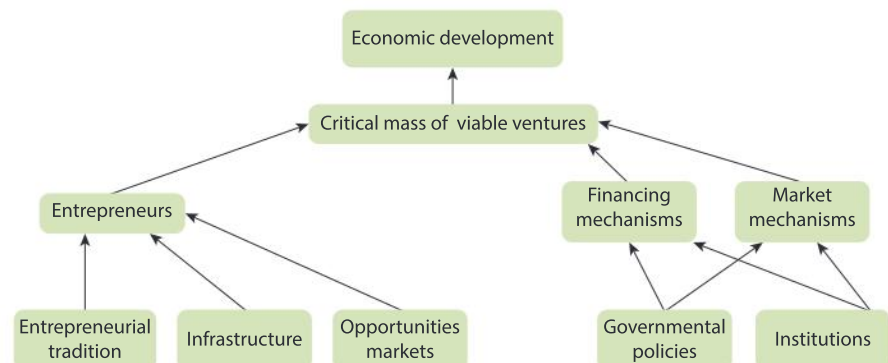 Economic development
Critical mass of viable ventures
Entrepreneurs
Financing
mechanisms
Market
mechanisms
Entrepreneurial
tradition
Infrastructure
Opportunities
markets
Governmental
policies
Institutions